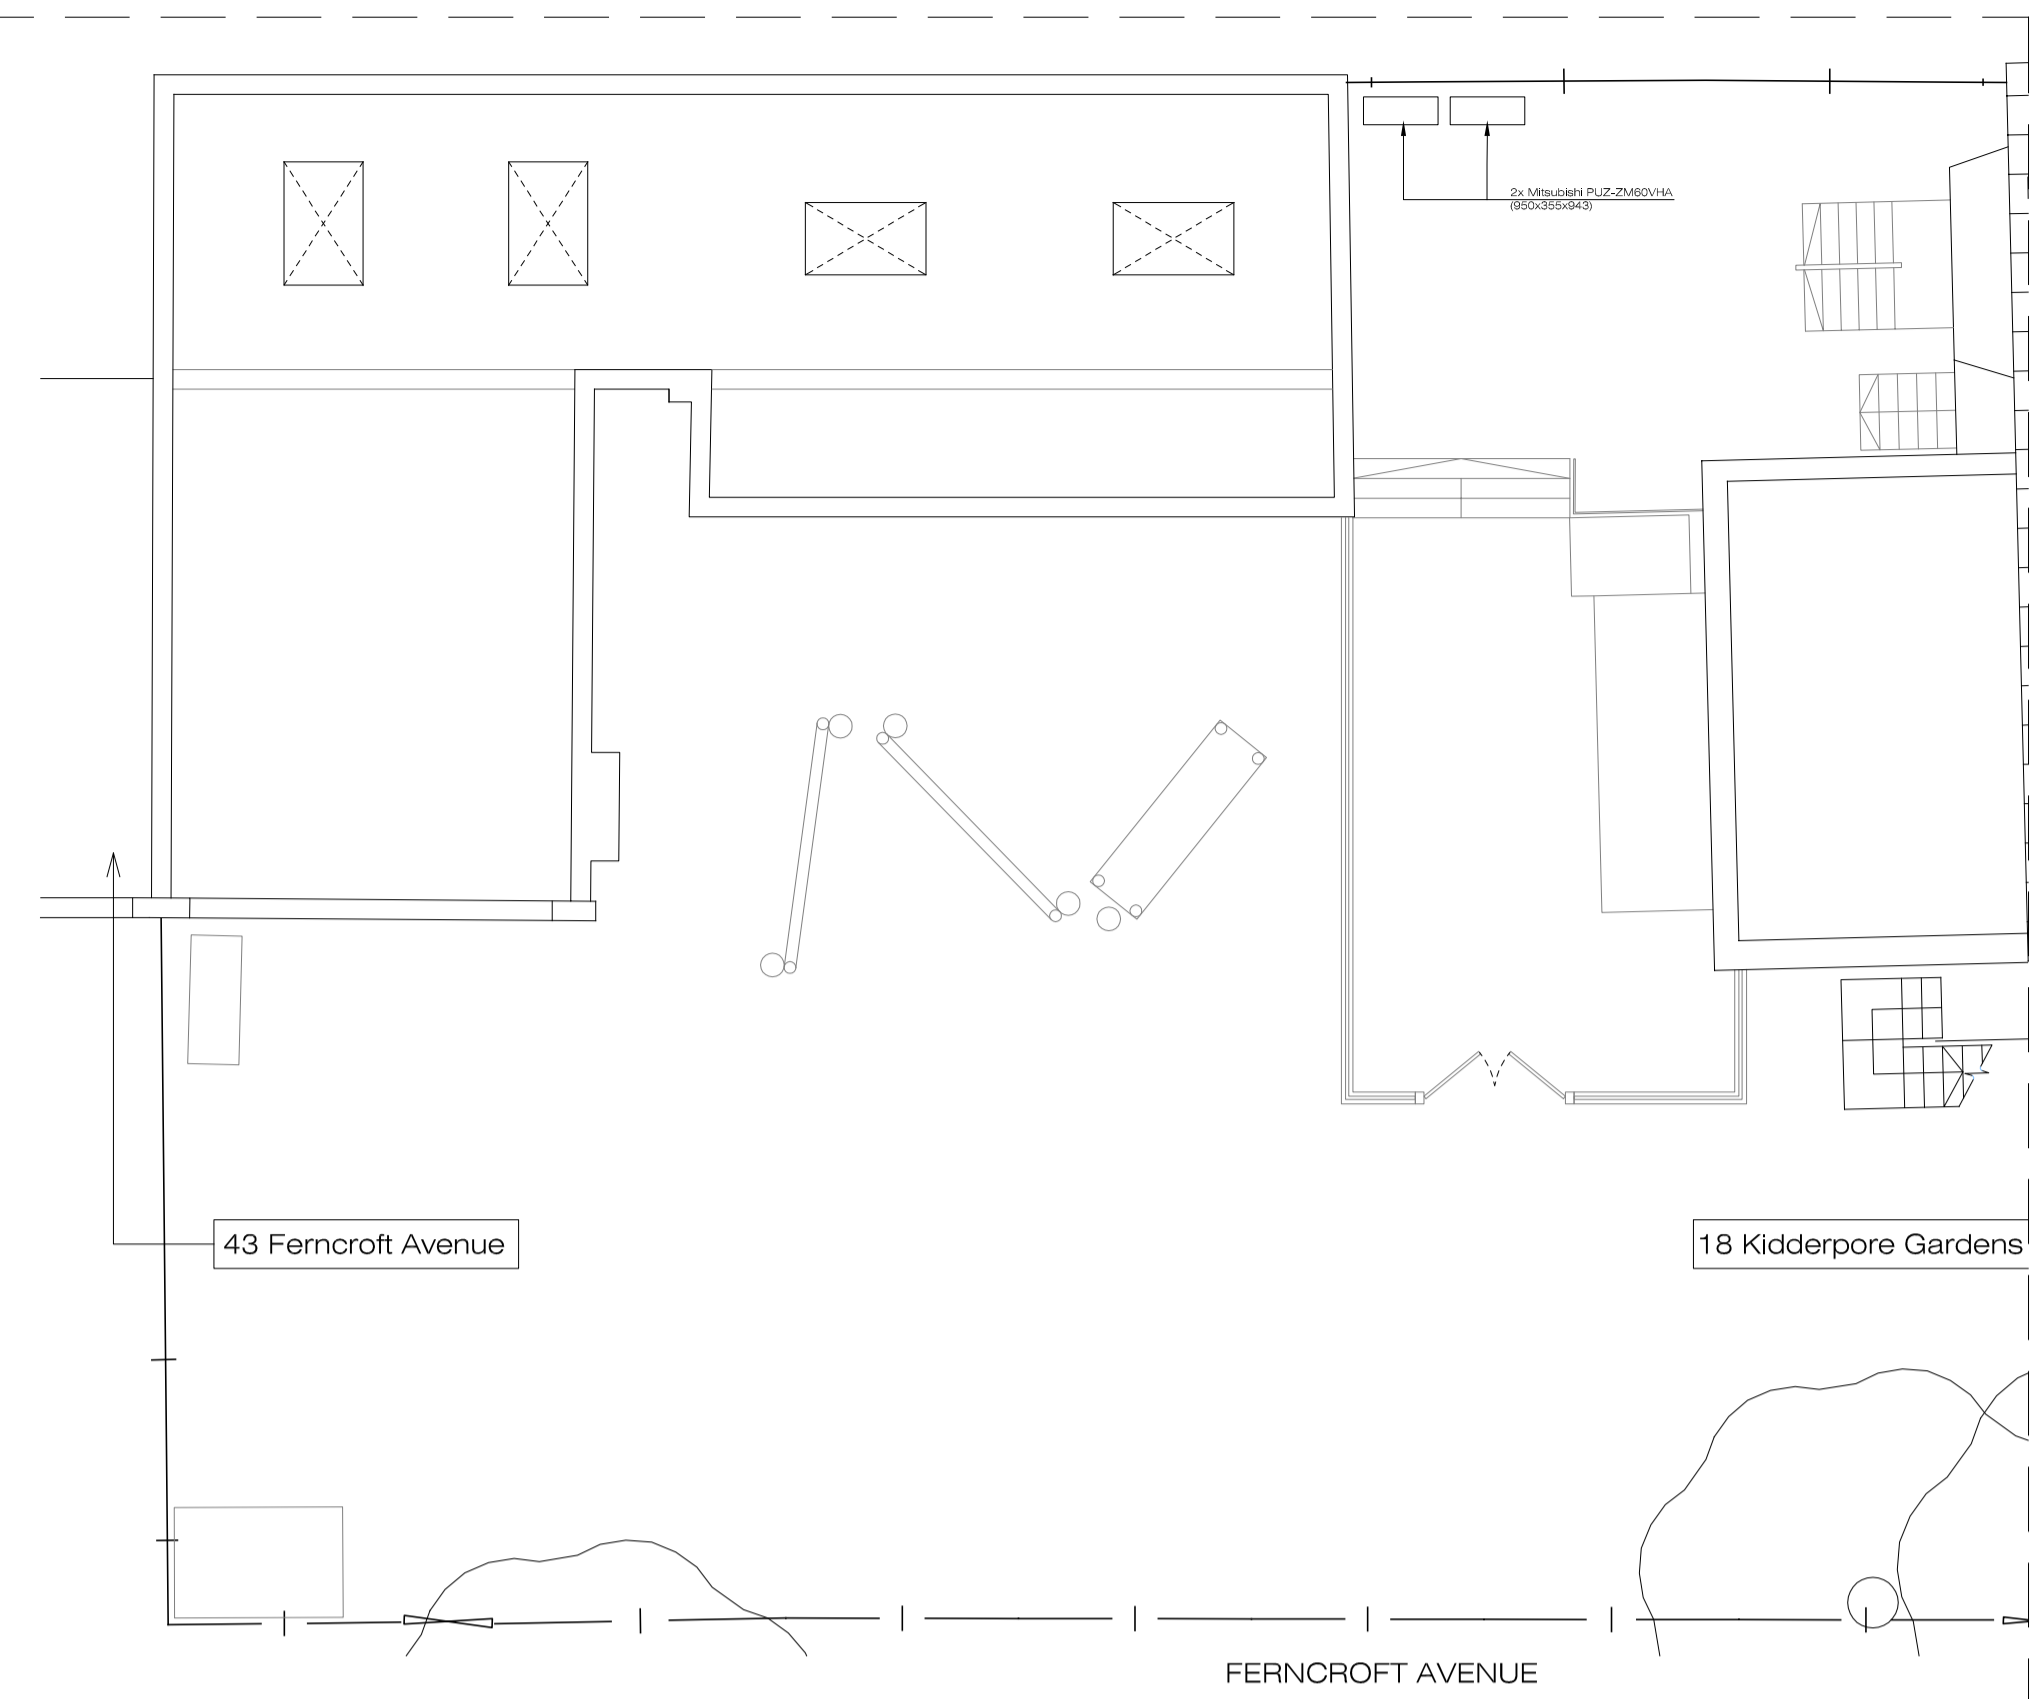 2x Mitsubishi PUZ-ZM60VHA
(950x355x943)
43 Ferncroft Avenue
18 Kidderpore Gardens
FERNCROFT AVENUE